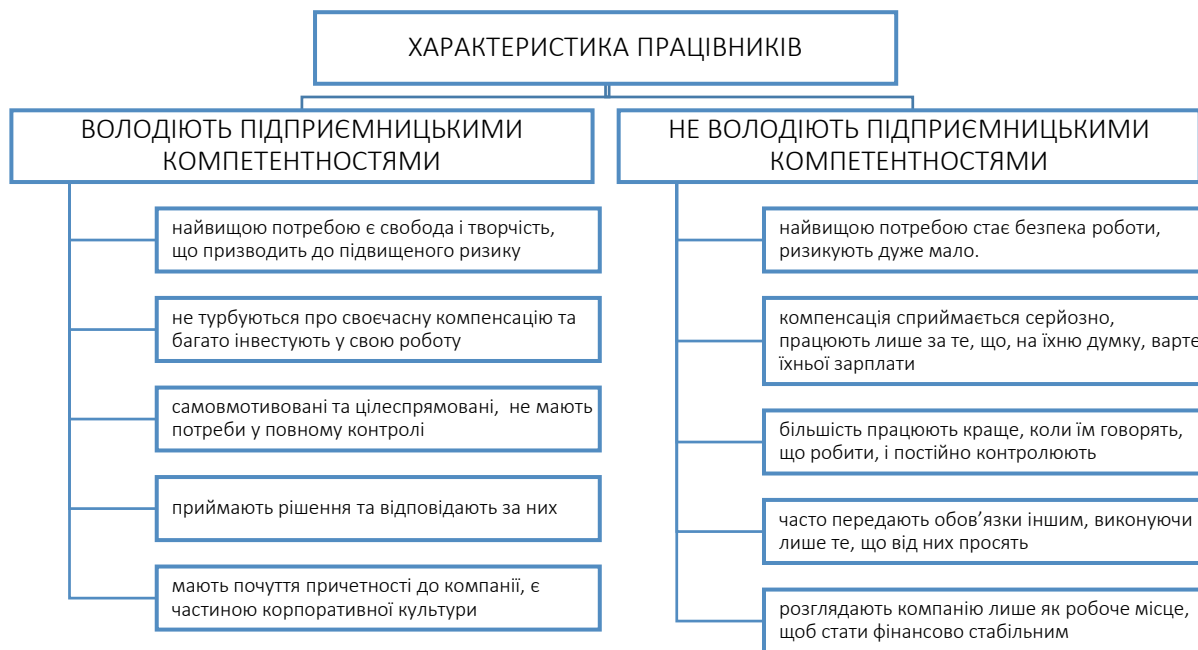 ХАРАКТЕРИСТИКА ПРАЦІВНИКІВ
ВОЛОДІЮТЬ ПІДПРИЄМНИЦЬКИМИ
КОМПЕТЕНТНОСТЯМИ
найвищою потребою є свобода і творчість,
що призводить до підвищеного ризику
не турбуються про своєчасну компенсацію та
багато інвестують у свою роботу
самовмотивовані та цілеспрямовані, не мають
потреби у повному контролі
приймають рішення та відповідають за них
мають почуття причетності до компанії, є
частиною корпоративної культури
НЕ ВОЛОДІЮТЬ ПІДПРИЄМНИЦЬКИМИ
КОМПЕТЕНТНОСТЯМИ
найвищою потребою стає безпека роботи,
ризикують дуже мало.
компенсація сприймається серйозно,
працюють лише за те, що, на їхню думку, варте
їхньої зарплати
більшість працюють краще, коли їм говорять,
що робити, і постійно контролюють
часто передають обов’язки іншим, виконуючи
лише те, що від них просять
розглядають компанію лише як робоче місце,
щоб стати фінансово стабільним